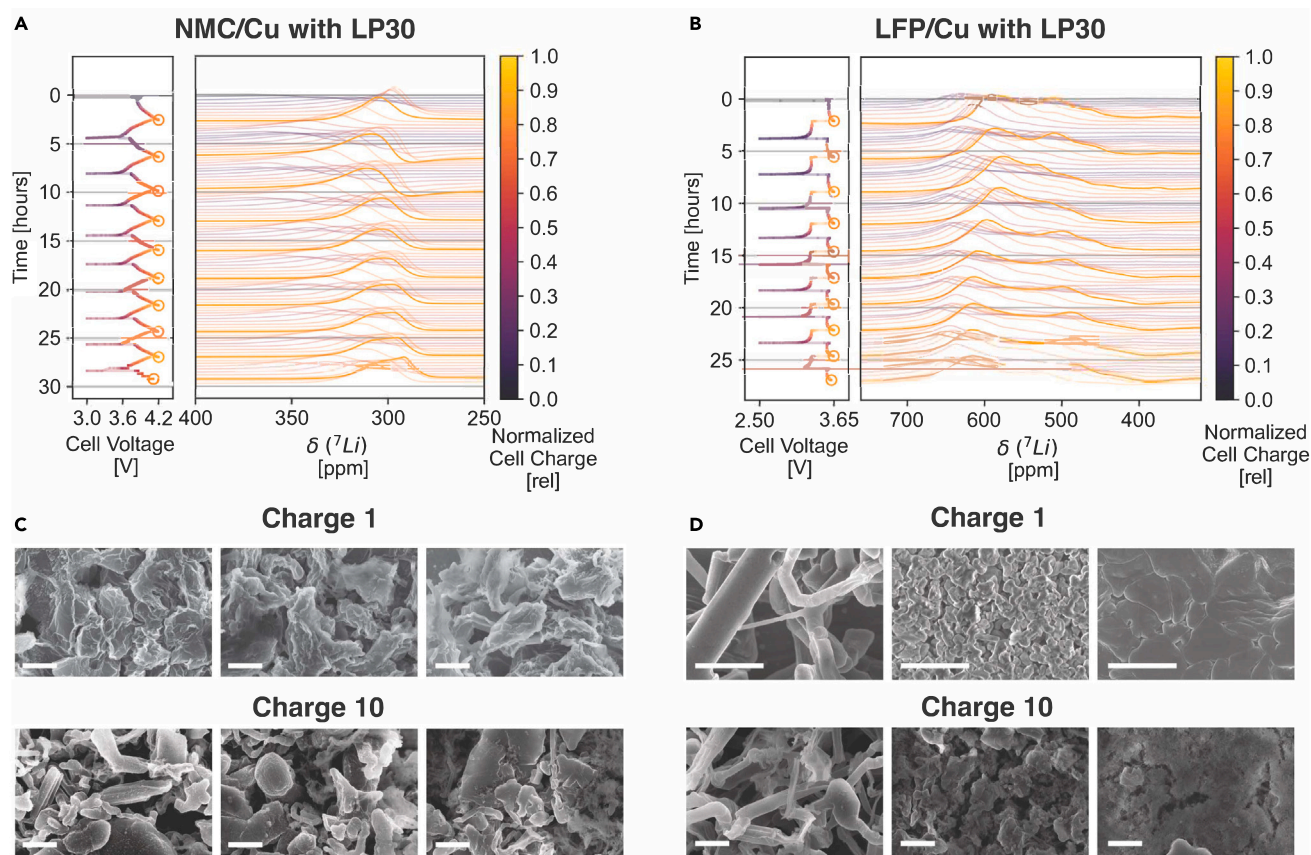 A
NMC/Cu with LP30
0
5
10
15
20
25
30
Time [hours]
3.0 3.6 4.2
Cell Voltage
[V]
400 350 300 250
δ (⁷Li)
[ppm]
1.0
0.9
0.8
0.7
0.6
0.5
0.4
0.3
0.2
0.1
0.0
Normalized
Cell Charge
[rel]
B
LFP/Cu with LP30
0
5
10
15
20
25
Time [hours]
2.50 3.65
Cell Voltage
[V]
700 600 500 400
δ (⁷Li)
[ppm]
1.0
0.9
0.8
0.7
0.6
0.5
0.4
0.3
0.2
0.1
0.0
Normalized
Cell Charge
[rel]
C
Charge 1
Charge 10
D
Charge 1
Charge 10